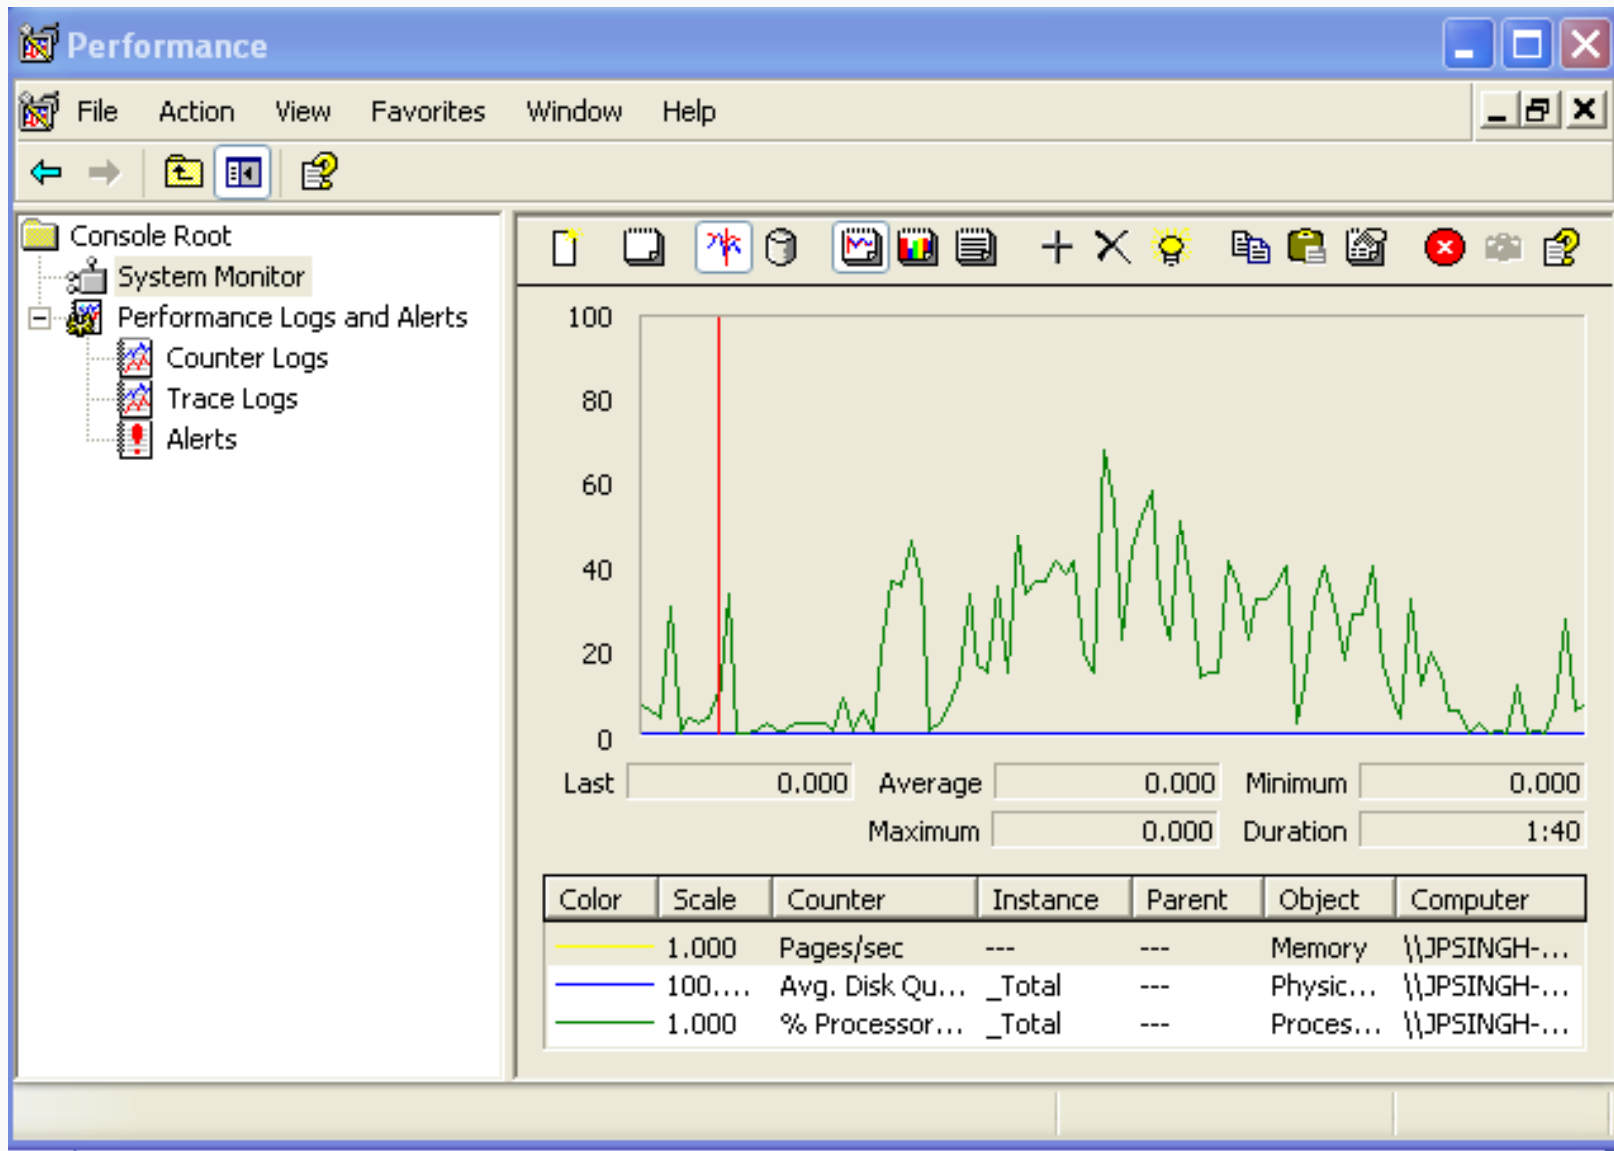 Performance
File Action View Favorites Window Help
Console Root
System Monitor
Performance Logs and Alerts
Counter Logs
Trace Logs
Alerts
100
80
60
40
20
0
Last 0.000 Average 0.000 Minimum 0.000
Maximum 0.000 Duration 1:40
Color Scale Counter Instance Parent Object Computer
1.000 Pages/sec --- --- Memory \\JPSINGH-...
100.... Avg. Disk Qu... _Total --- Physic... \\JPSINGH-...
1.000 % Processor... _Total --- Proces... \\JPSINGH-...